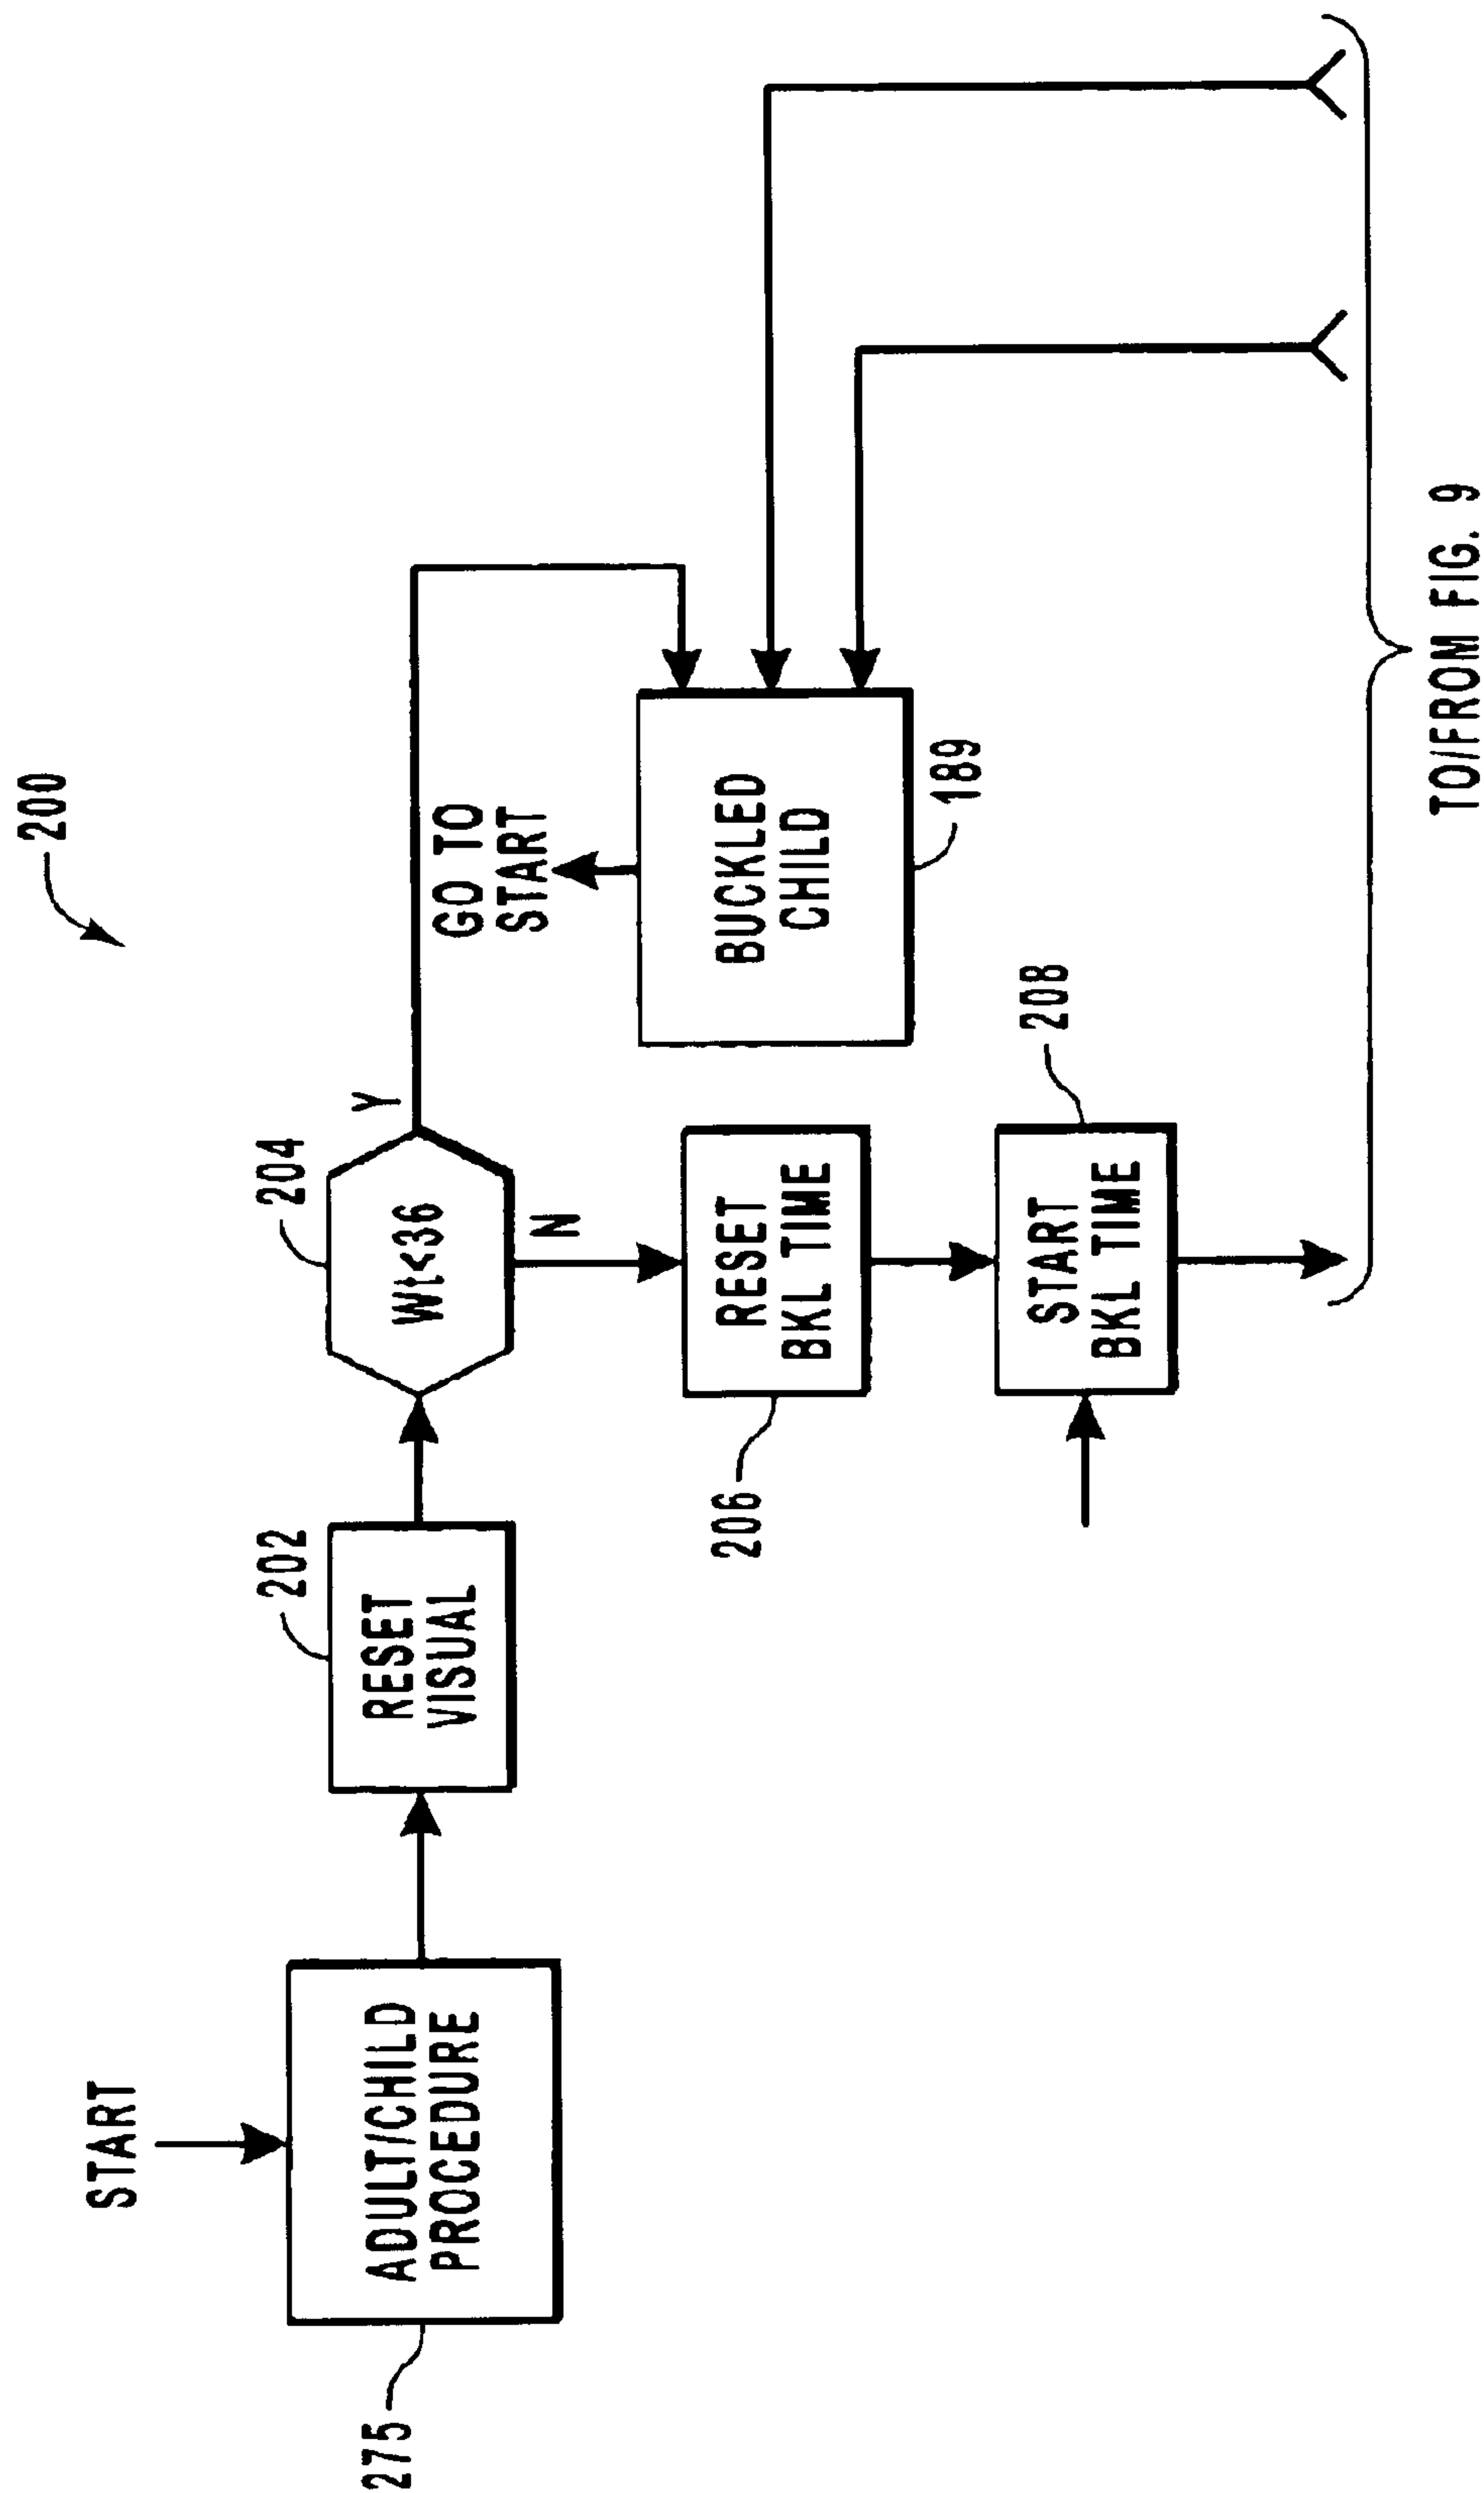 200
START
275
ADULT/CHILD
PROCEDURE
202
RESET
VISUAL
204
W<36
Y
N
GO TO
START
206
RESET
BKL TIME
BUCKLED
CHILD
189
208
START
BKL TIME
TO/FROM FIG. 9